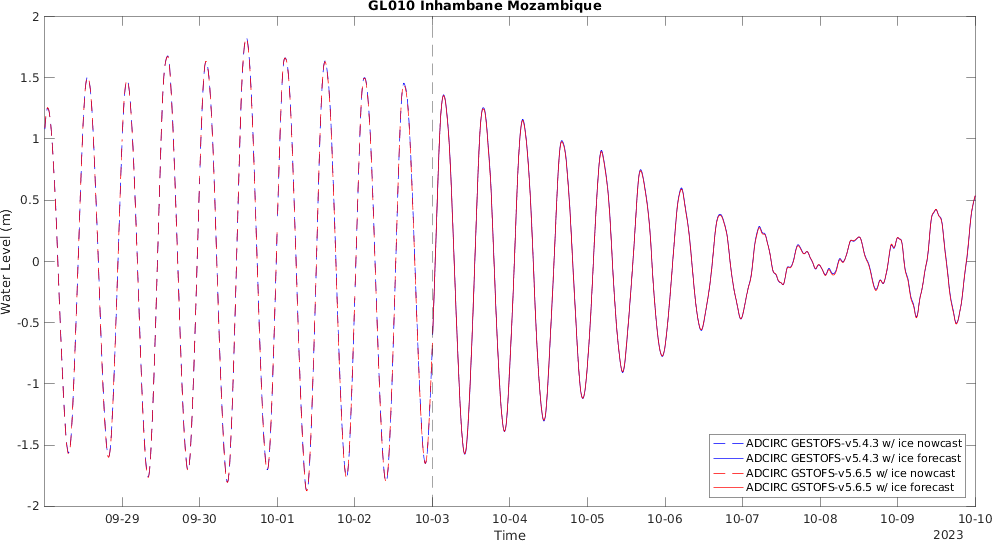 GL010 Inhambane Mozambique
2
1.5
1
0.5
0
-0.5
-1
-1.5
-2
Water Level (m)
09-29 09-30 10-01 10-02 10-03 10-04 10-05 10-06 10-07 10-08 10-09 10-10
Time
2023
ADCIRC GESTOFS-v5.4.3 w/ ice nowcast
ADCIRC GESTOFS-v5.4.3 w/ ice forecast
ADCIRC GSTOFS-v5.6.5 w/ ice nowcast
ADCIRC GSTOFS-v5.6.5 w/ ice forecast